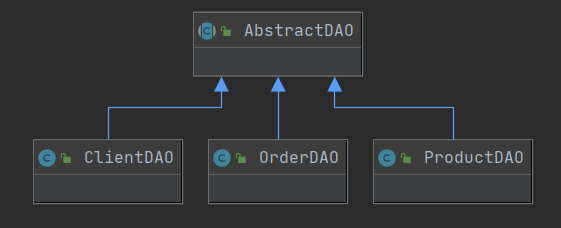 C AbstractDAO
C ClientDAO
C OrderDAO
C ProductDAO